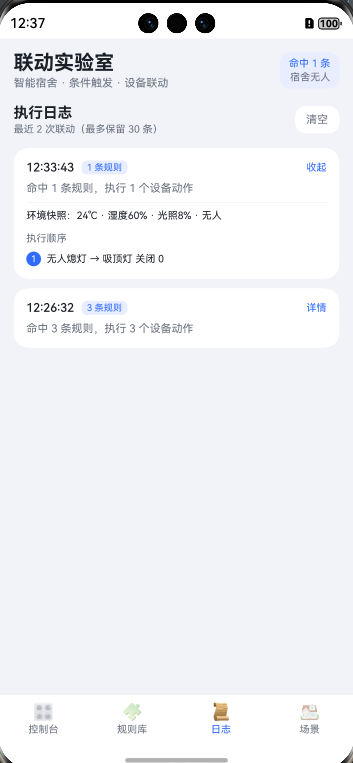 12:37
100
联动实验室
智能宿舍 · 条件触发 · 设备联动
命中 1 条
宿舍无人
执行日志
最近 2 次联动（最多保留 30 条）
清空
12:33:43
1 条规则
收起
命中 1 条规则，执行 1 个设备动作
环境快照：24℃ · 湿度60% · 光照8% · 无人
执行顺序
1 无人熄灯 → 吸顶灯 关闭 0
12:26:32
3 条规则
详情
命中 3 条规则，执行 3 个设备动作
控制台
规则库
日志
场景